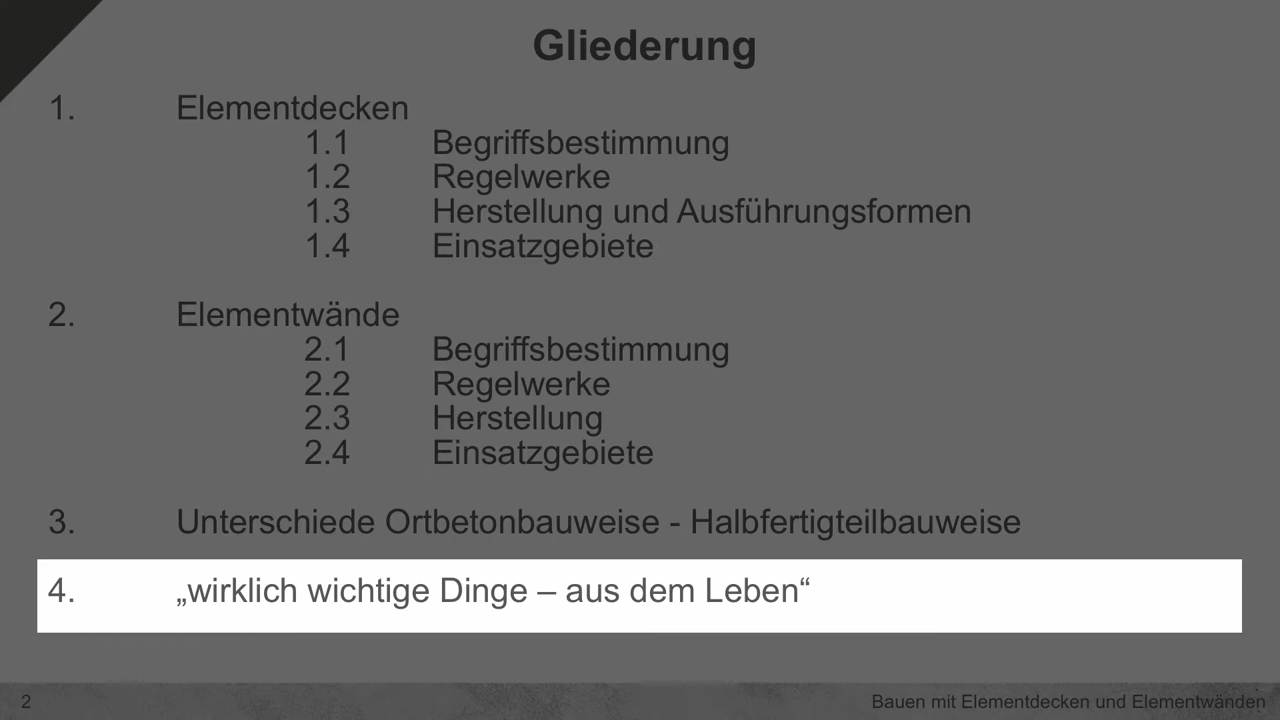 Gliederung
1. Elementdecken
1.1 Begriffsbestimmung
1.2 Regelwerke
1.3 Herstellung und Ausführungsformen
1.4 Einsatzgebiete
2. Elementwände
2.1 Begriffsbestimmung
2.2 Regelwerke
2.3 Herstellung
2.4 Einsatzgebiete
3. Unterschiede Ortbetonbauweise - Halbfertigteilbauweise
4. „wirklich wichtige Dinge – aus dem Leben“
2 Bauen mit Elementdecken und Elementwänden